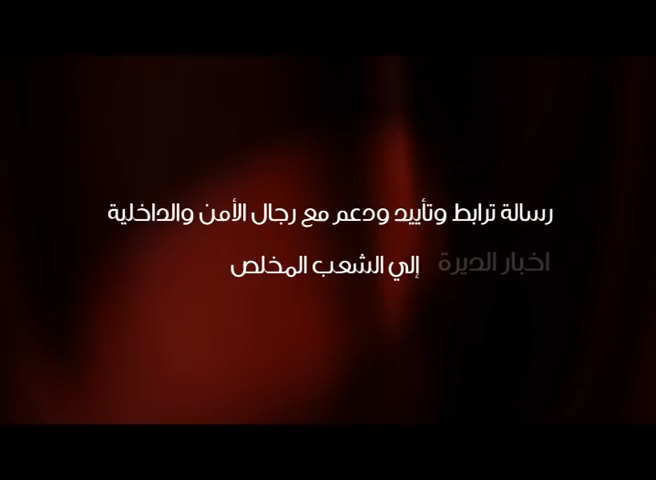 رسالة ترابط وتأييد ودعم مع رجال الأمن والداخلية
اخبار الديرة إلي الشعب المخلص